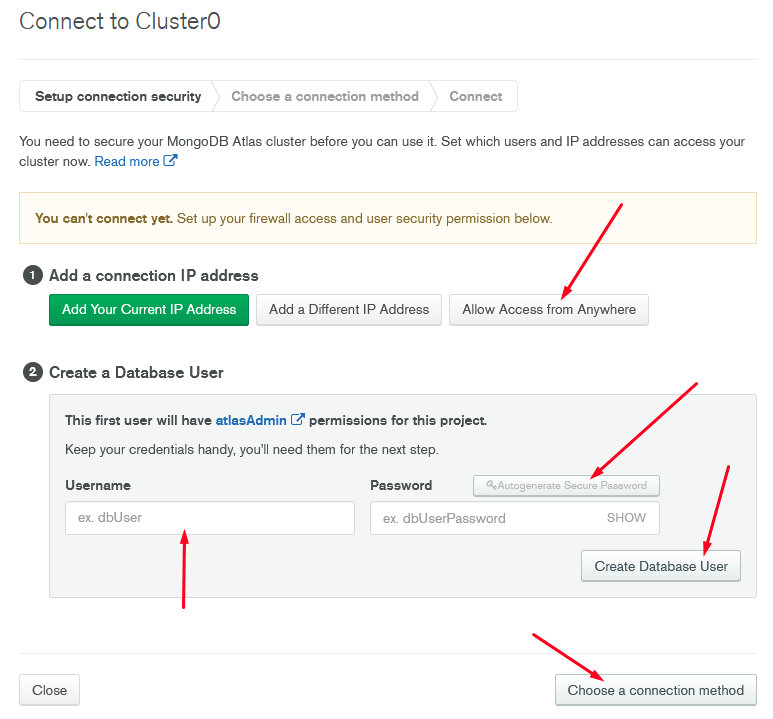 Connect to Cluster0
Setup connection security
Choose a connection method
Connect
You need to secure your MongoDB Atlas cluster before you can use it. Set which users and IP addresses can access your
cluster now. Read more
You can't connect yet. Set up your firewall access and user security permission below.
1 Add a connection IP address
Add Your Current IP Address
Add a Different IP Address
Allow Access from Anywhere
2 Create a Database User
This first user will have atlasAdmin permissions for this project.
Keep your credentials handy, you'll need them for the next step.
Username
Password
Autogenerate Secure Password
ex. dbUser
ex. dbUserPassword
SHOW
Create Database User
Close
Choose a connection method